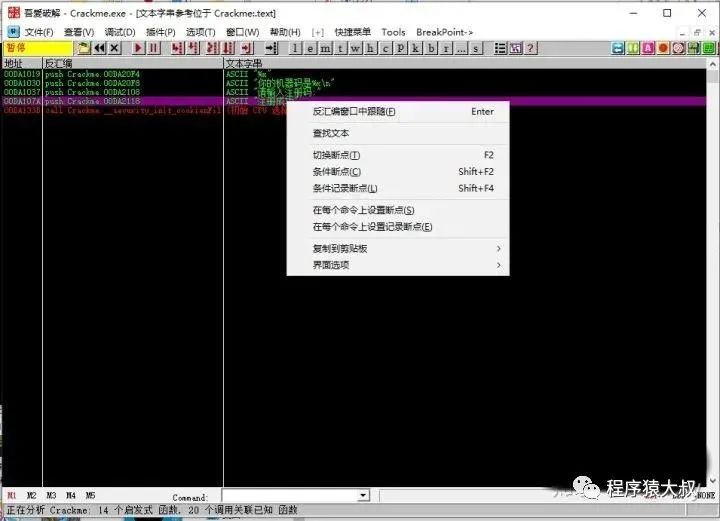 吾爱破解 - Crackme.exe - [文本字串参考位于 Crackme:.text]
文件(F) 查看(V) 调试(D) 插件(P) 选项(T) 窗口(W) 帮助(H) [+] 快捷菜单 Tools BreakPoint->
暂停 l e m t w h c P k b r ... s
地址 反汇编 文本字串
00DA1019 push Crackme.00DA20F4 ASCII "%x"
00DA1030 push Crackme.00DA20F8 ASCII "你的机器码是%x\n"
00DA1037 push Crackme.00DA2108 ASCII "请输入注册码:"
00DA107A push Crackme.00DA2118 ASCII "注册
00DA133B call Crackme.__security_init_cookienFil (初始 CPU 选
反汇编窗口中跟随(F) Enter
查找文本
切换断点(T) F2
条件断点(C) Shift+F2
条件记录断点(L) Shift+F4
在每个命令上设置断点(S)
在每个命令上设置记录断点(E)
复制到剪贴板
界面选项
程序猿大叔
M1 M2 M3 M4 M5 Command: NONE
正在分析 Crackme: 14 个启发式 函数, 20 个调用关联已知 函数